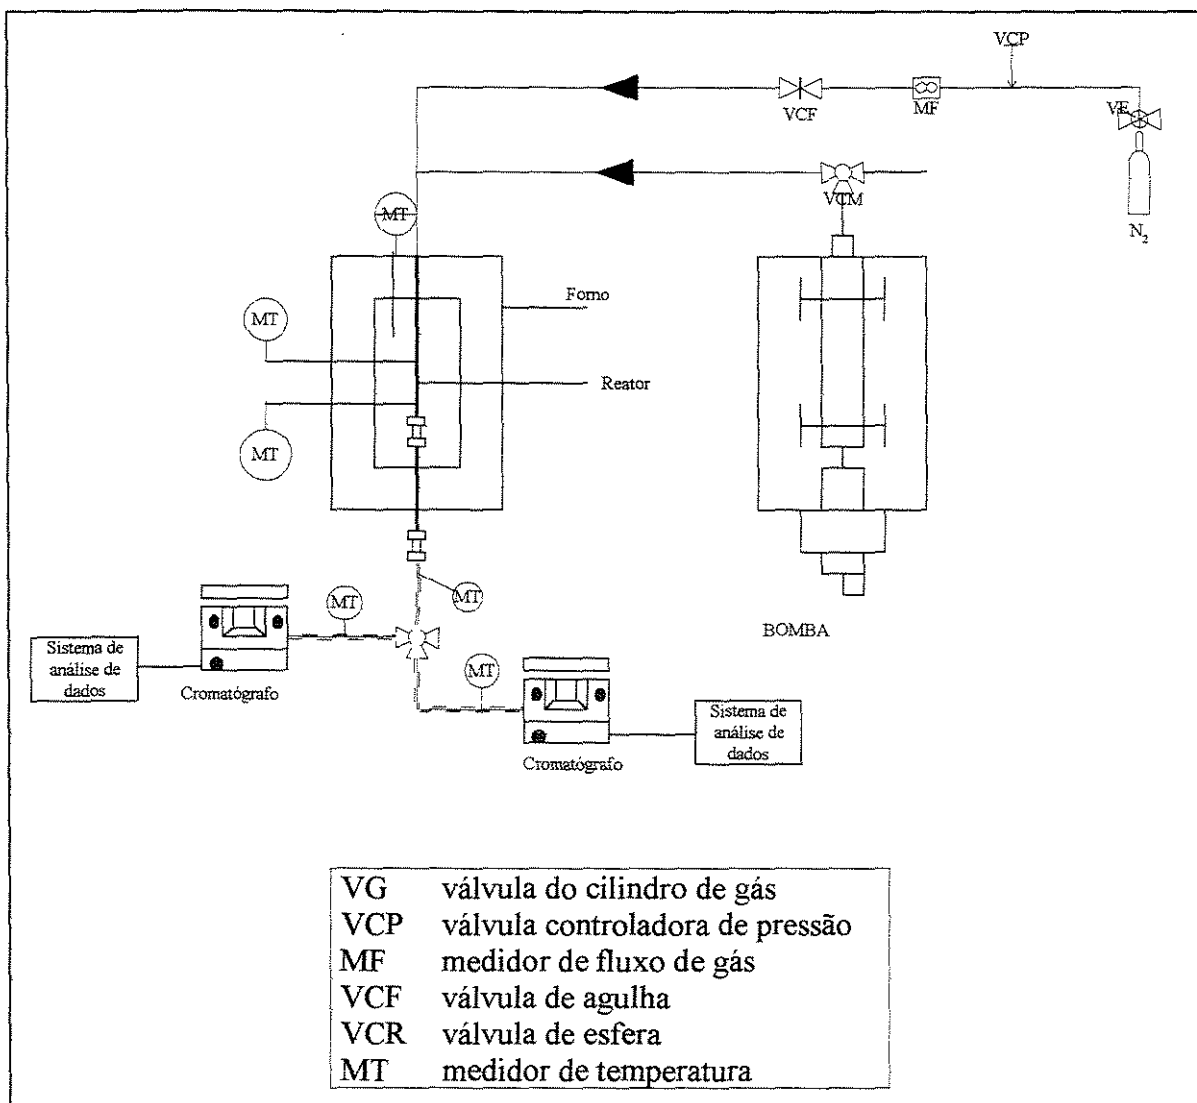 VCP
VCF
MF
VE
VCM
N₂
MT
Forno
MT
Reator
MT
MT
MT
BOMBA
Sistema de
análise de
dados
Cromatógrafo
MT
Sistema de
análise de
dados
Cromatógrafo
VG válvula do cilindro de gás
VCP válvula controladora de pressão
MF medidor de fluxo de gás
VCF válvula de agulha
VCR válvula de esfera
MT medidor de temperatura